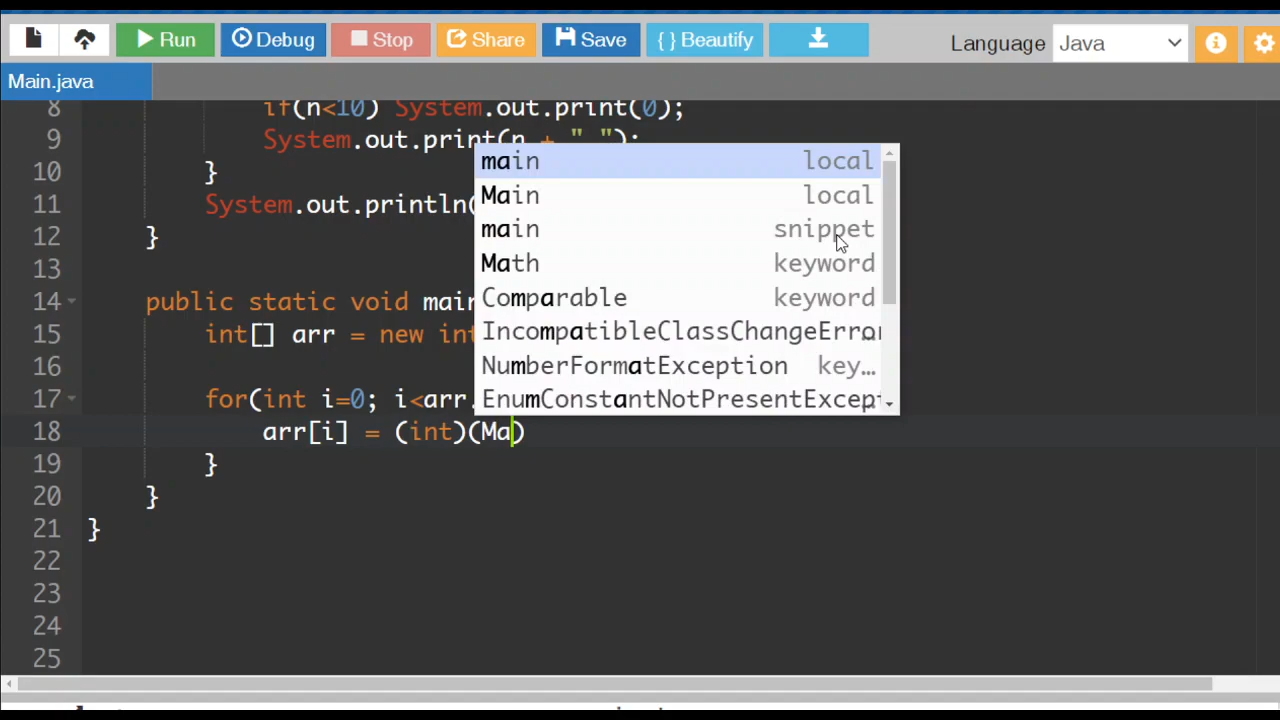 Run Debug Stop Share Save { } Beautify Language Java
Main.java
8 if(n<10) System.out.print(0);
9 System.out.print(n + " ");
10 }
11 System.out.println(
12 }
13
14 public static void main
15 int[] arr = new int
16
17 for(int i=0; i<arr.
18 arr[i] = (int)(Ma)
19 }
20 }
21 }
22
23
24
25
main local
Main local
main snippet
Math keyword
Comparable keyword
IncompatibleClassChangeError…
NumberFormatException key…
EnumConstantNotPresentExcept…